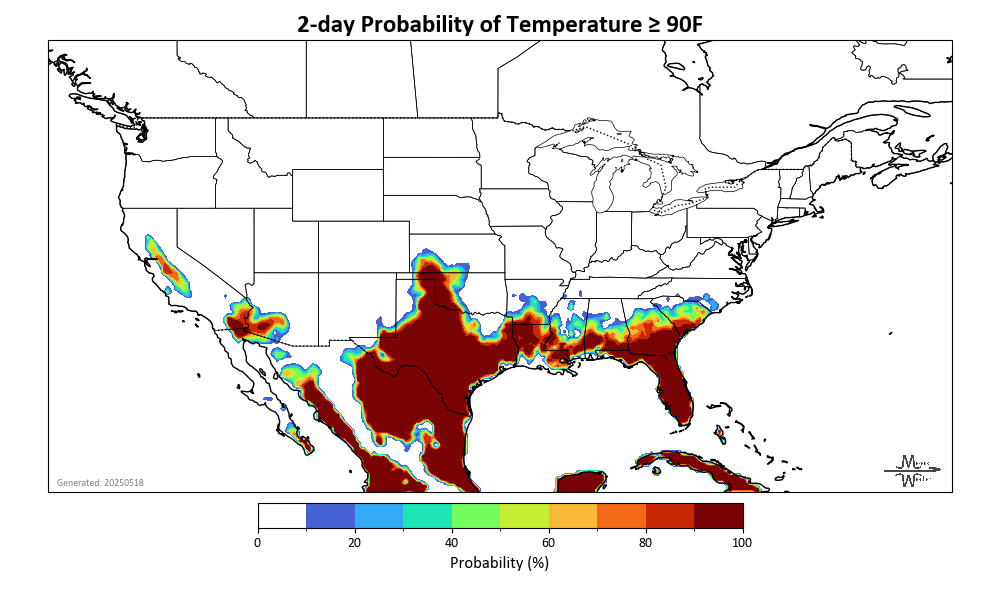 2-day Probability of Temperature ≥ 90F
Generated: 20250518
0 20 40 60 80 100
Probability (%)